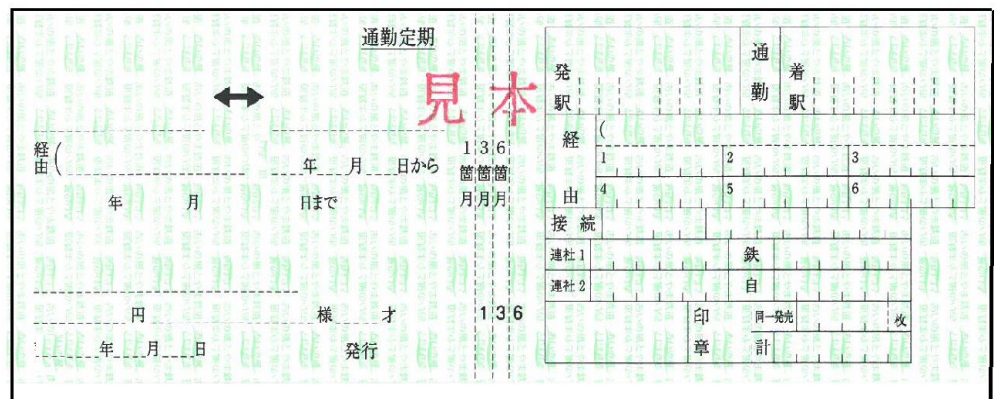 通勤定期
見本
経由(
年 月 日から
1 3 6
箇 箇 箇
月 月 月
年 月 日まで
円 様 才
1 3 6
年 月 日
発行
発駅
通勤
着駅
経由
(
1 2 3
4 5 6
接続
連社1 鉄
連社2 自
印章
同一発売 枚
計